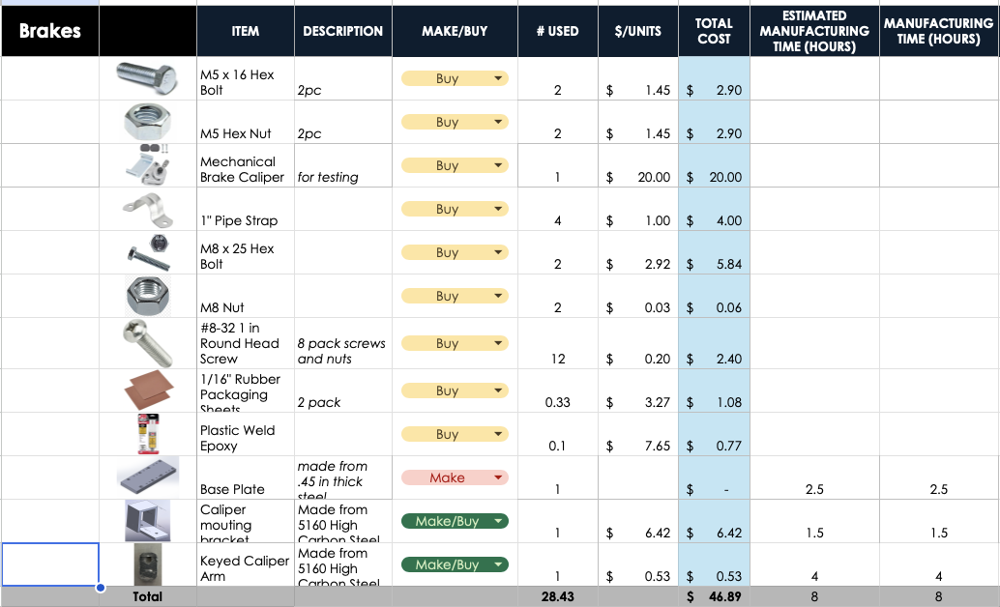 Brakes ITEM DESCRIPTION MAKE/BUY # USED $/UNITS TOTAL COST ESTIMATED MANUFACTURING TIME (HOURS) MANUFACTURING TIME (HOURS)
M5 x 16 Hex
Bolt 2pc Buy 2 $ 1.45 $ 2.90
M5 Hex Nut 2pc Buy 2 $ 1.45 $ 2.90
Mechanical
Brake Caliper for testing Buy 1 $ 20.00 $ 20.00
1" Pipe Strap Buy 4 $ 1.00 $ 4.00
M8 x 25 Hex
Bolt Buy 2 $ 2.92 $ 5.84
M8 Nut Buy 2 $ 0.03 $ 0.06
#8-32 1 in
Round Head 8 pack screws
Screw and nuts Buy 12 $ 0.20 $ 2.40
1/16" Rubber
Packaging
Sheets 2 pack Buy 0.33 $ 3.27 $ 1.08
Plastic Weld
Epoxy Buy 0.1 $ 7.65 $ 0.77
made from
.45 in thick
Base Plate steel Make 1 $ - 2.5 2.5
Caliper Made from
mouting 5160 High
bracket Carbon Steel Make/Buy 1 $ 6.42 $ 6.42 1.5 1.5
Made from
Keyed Caliper 5160 High
Arm Carbon Steel Make/Buy 1 $ 0.53 $ 0.53 4 4
Total 28.43 $ 46.89 8 8